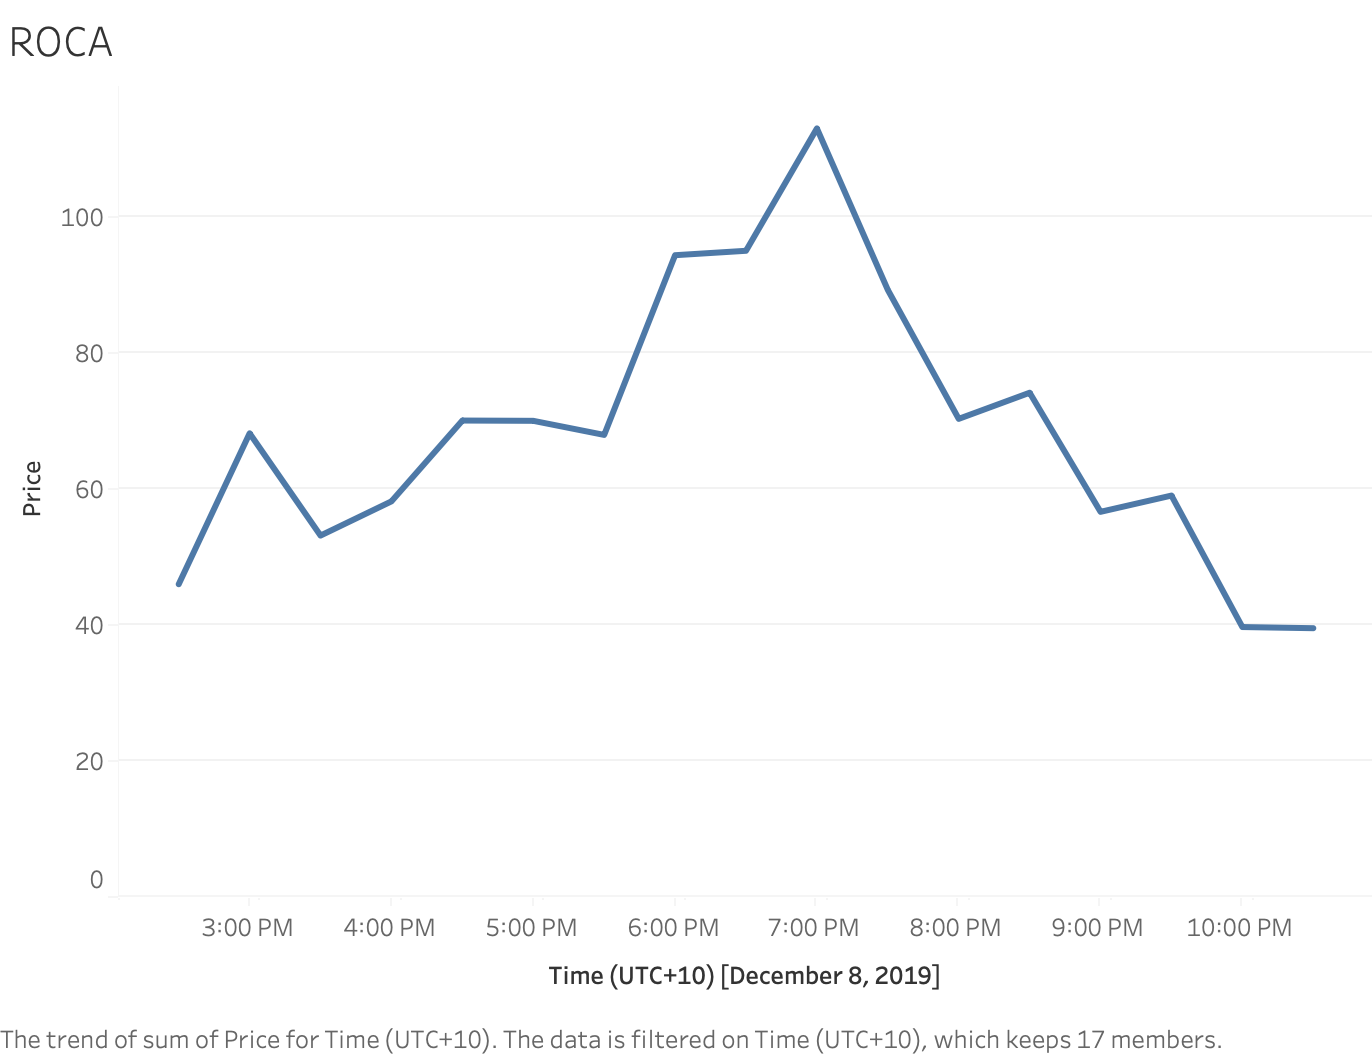 ROCA
Price
100
80
60
40
20
0
3:00 PM 4:00 PM 5:00 PM 6:00 PM 7:00 PM 8:00 PM 9:00 PM 10:00 PM
Time (UTC+10) [December 8, 2019]
The trend of sum of Price for Time (UTC+10). The data is filtered on Time (UTC+10), which keeps 17 members.